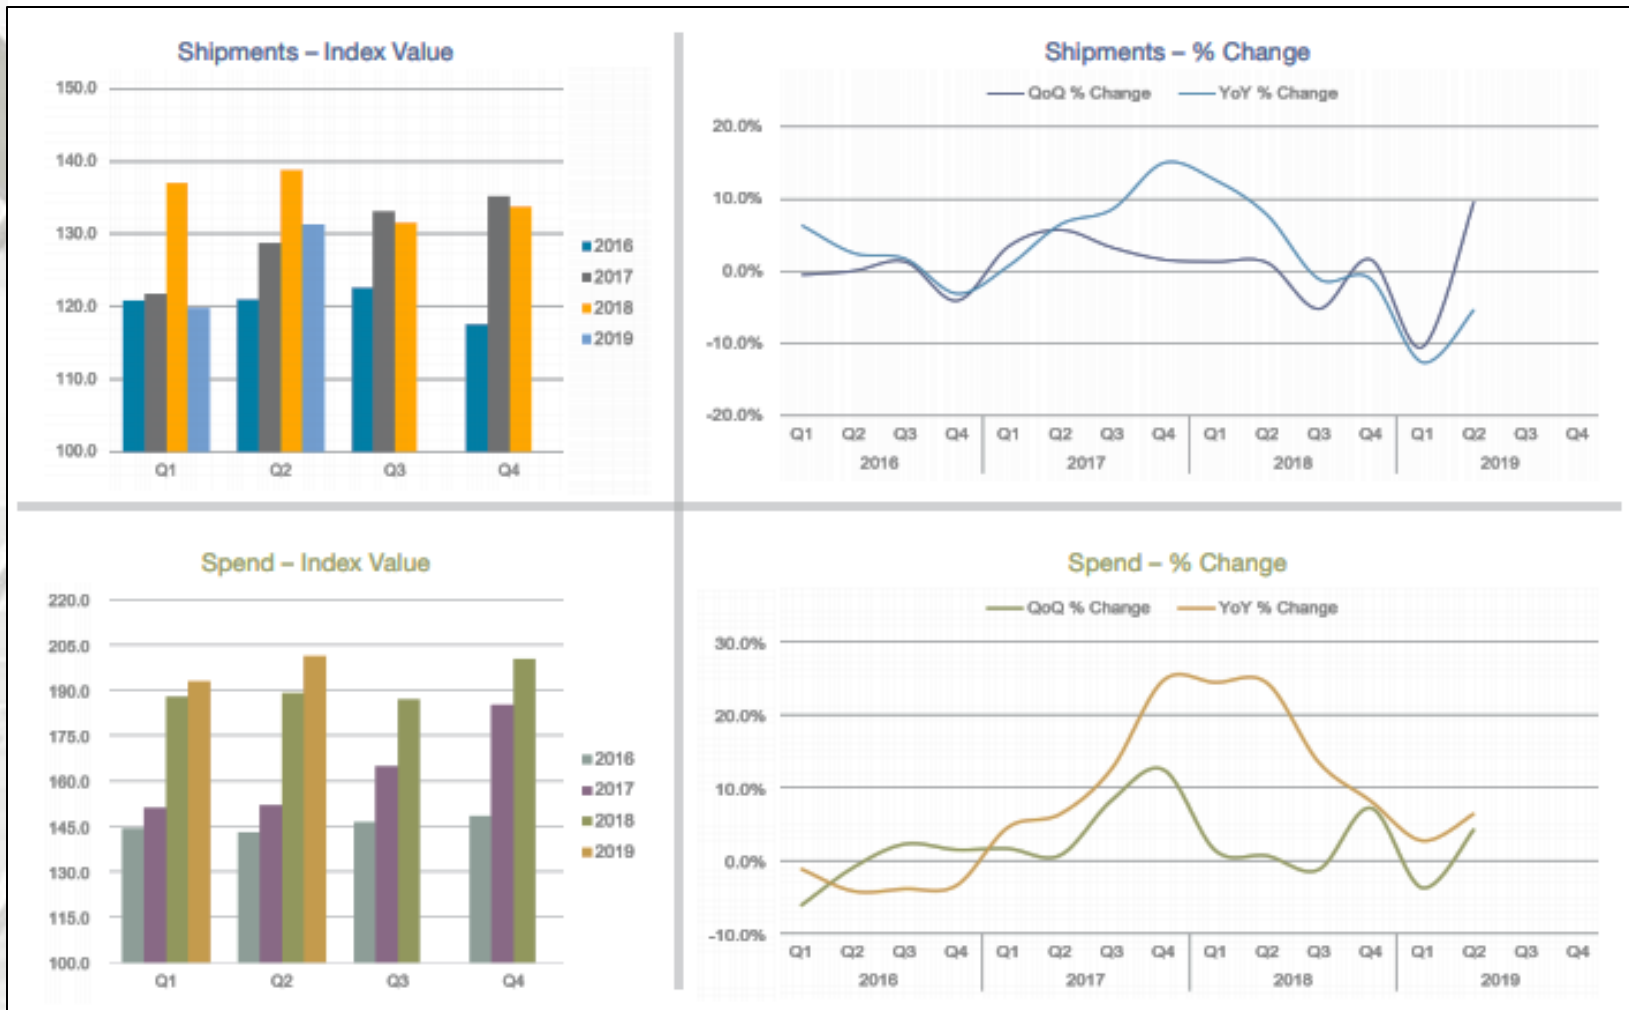 Shipments – Index Value
150.0
140.0
130.0
120.0
110.0
100.0
Q1 Q2 Q3 Q4
2016
2017
2018
2019
Shipments – % Change
QoQ % Change YoY % Change
20.0%
10.0%
0.0%
-10.0%
-20.0%
Q1 Q2 Q3 Q4 Q1 Q2 Q3 Q4 Q1 Q2 Q3 Q4 Q1 Q2 Q3 Q4
2016 2017 2018 2019
Spend – Index Value
220.0
205.0
190.0
175.0
160.0
145.0
130.0
115.0
100.0
Q1 Q2 Q3 Q4
2016
2017
2018
2019
Spend – % Change
QoQ % Change YoY % Change
30.0%
20.0%
10.0%
0.0%
-10.0%
Q1 Q2 Q3 Q4 Q1 Q2 Q3 Q4 Q1 Q2 Q3 Q4 Q1 Q2 Q3 Q4
2016 2017 2018 2019